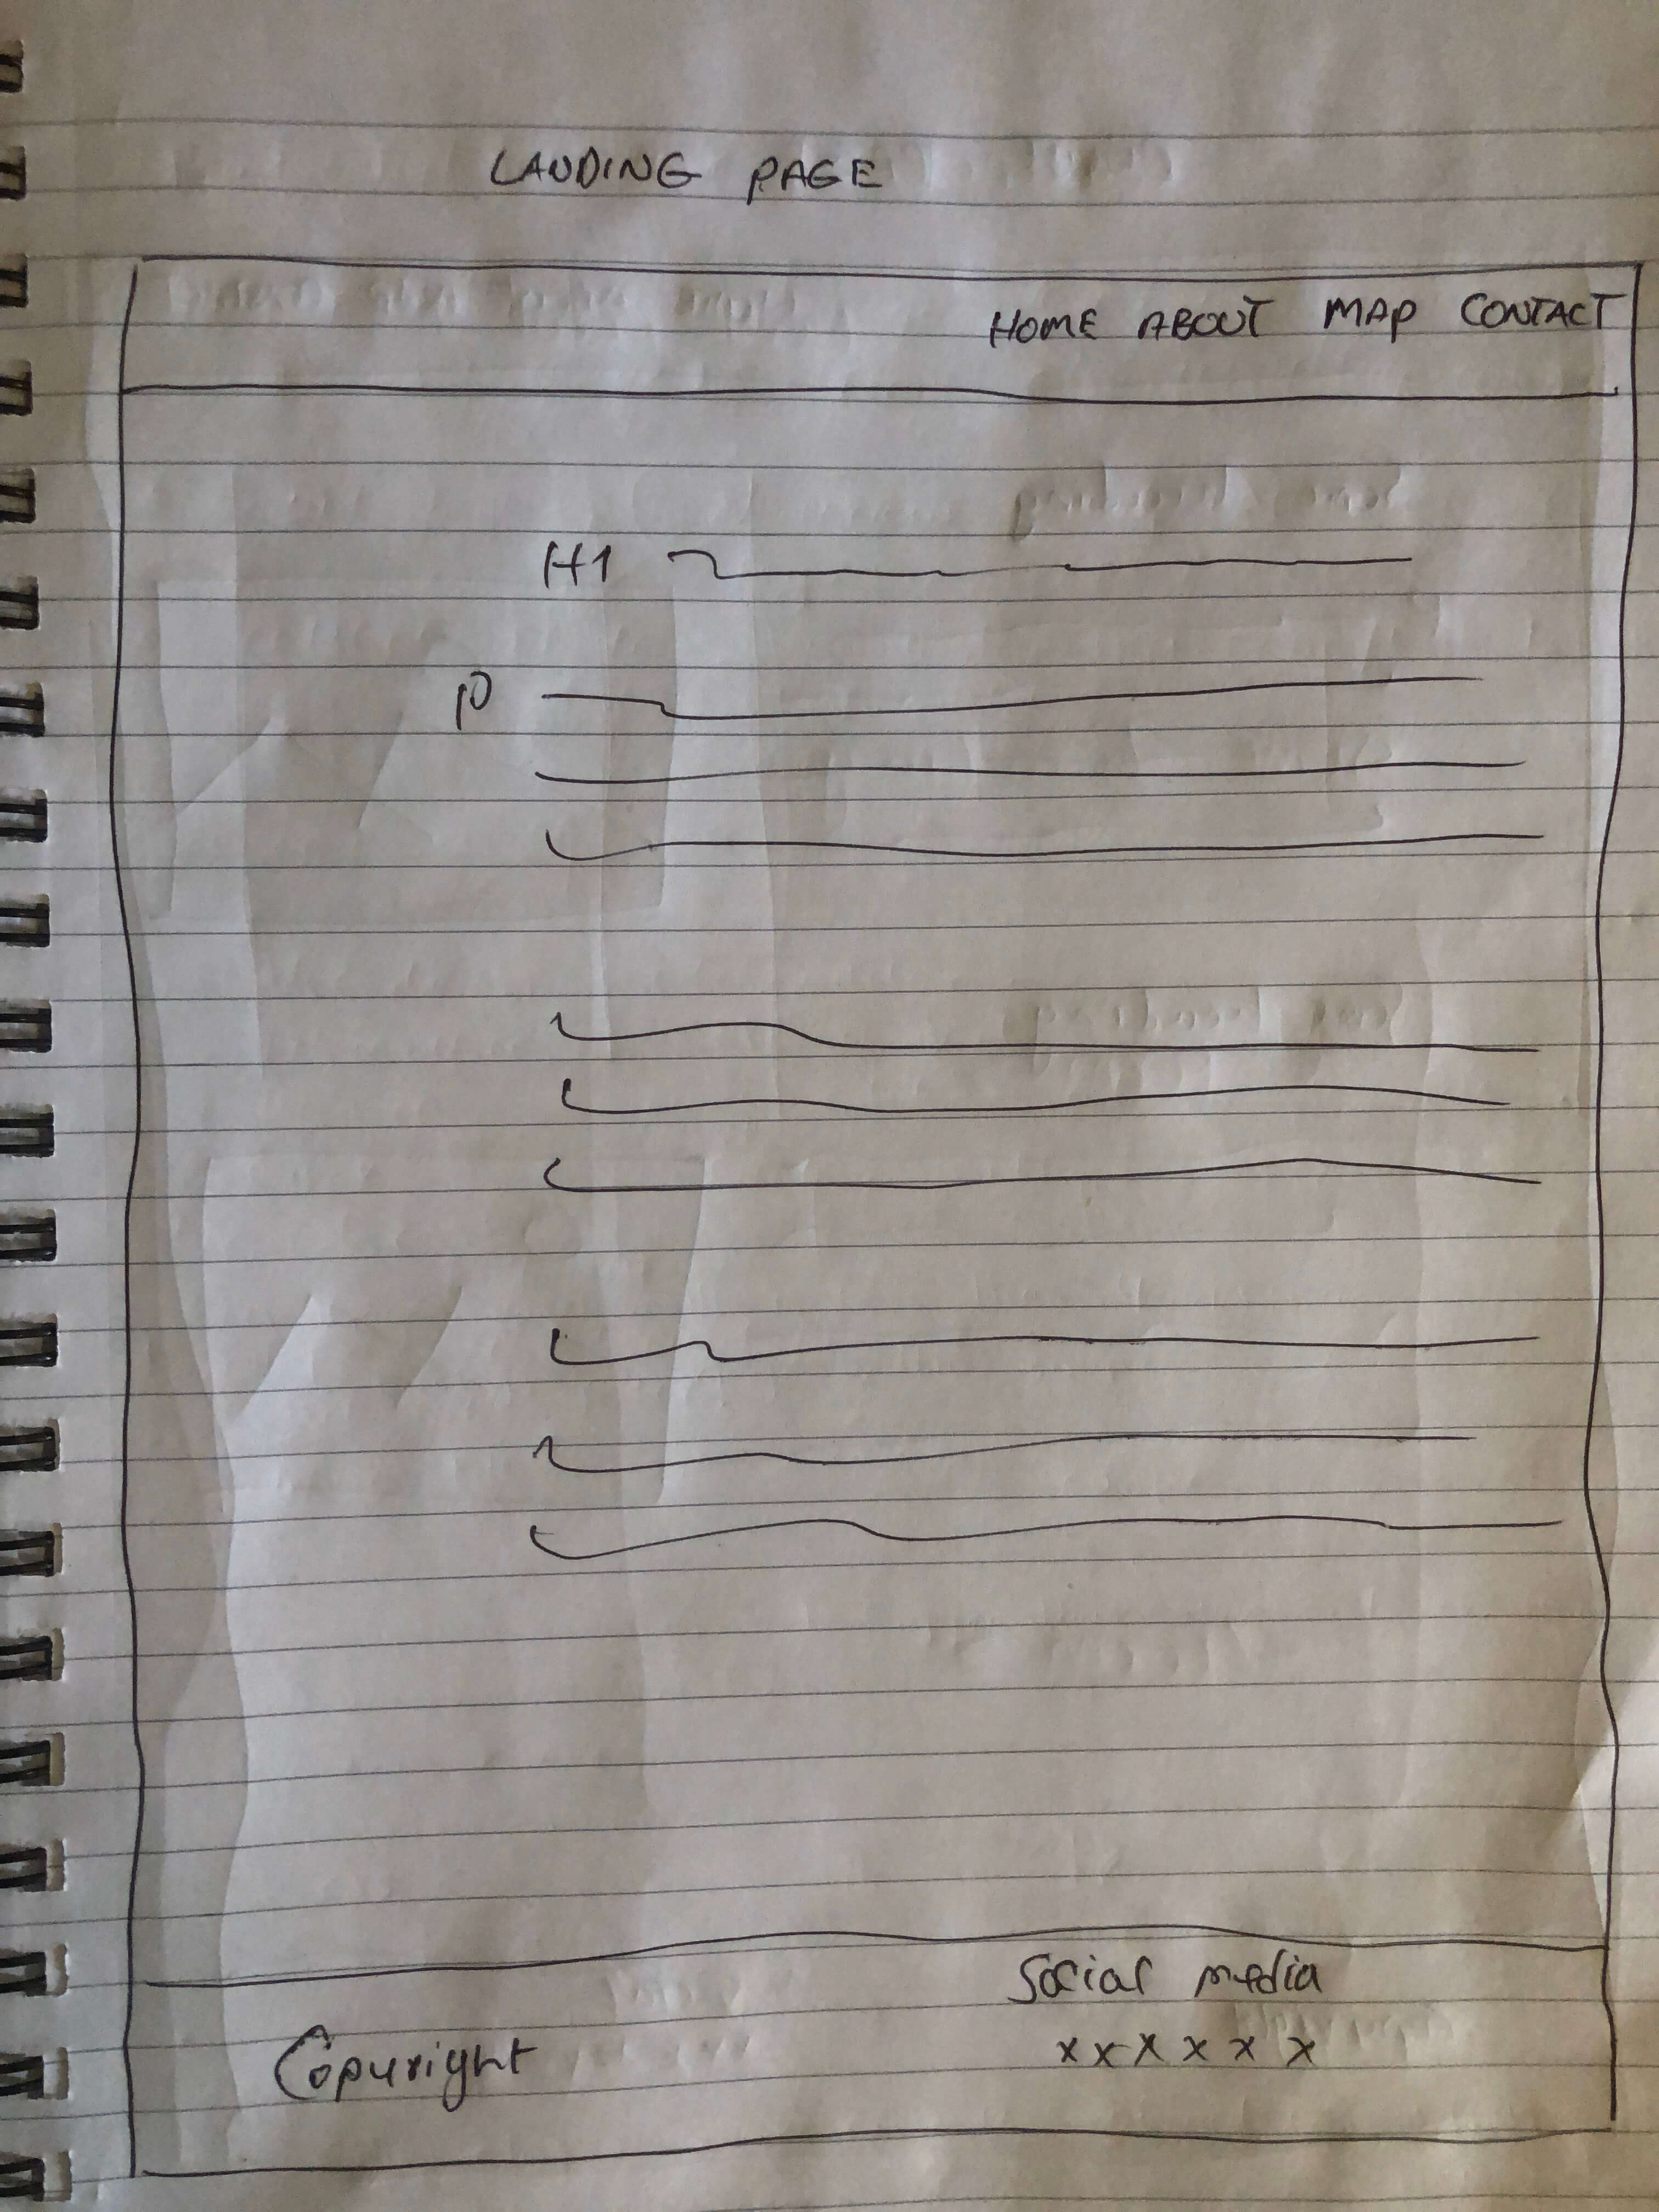 LANDING PAGE
HOME ABOUT MAP CONTACT
H1
P
Social media
Copyright
x x x x x x